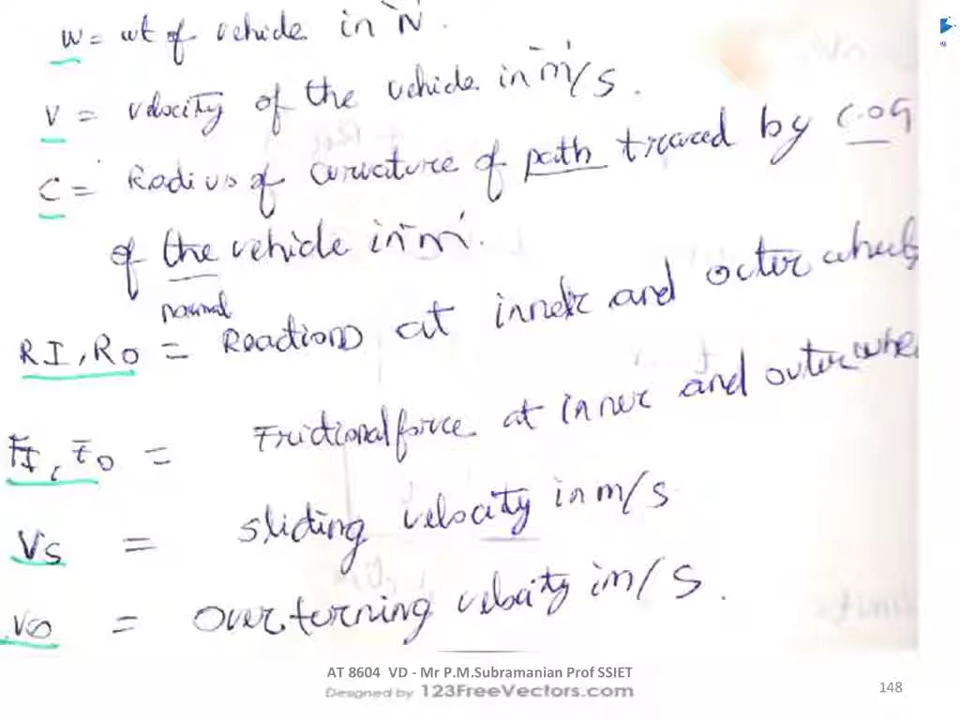 W = wt of vehicle in 'N'.
V = velocity of the vehicle in 'm'/s.
C = Radius of curvature of path traced by C.OG
of the vehicle in 'm'.
normal
RI, RO = Reactions at inner and outer wheels
FI, FO = Frictional force at inner and outer whe
Vs = sliding velocity in m/s
vo = Overturning velocity in m/s.
AT 8604 VD - Mr P.M.Subramanian Prof SSIET
Designed by 123FreeVectors.com
148